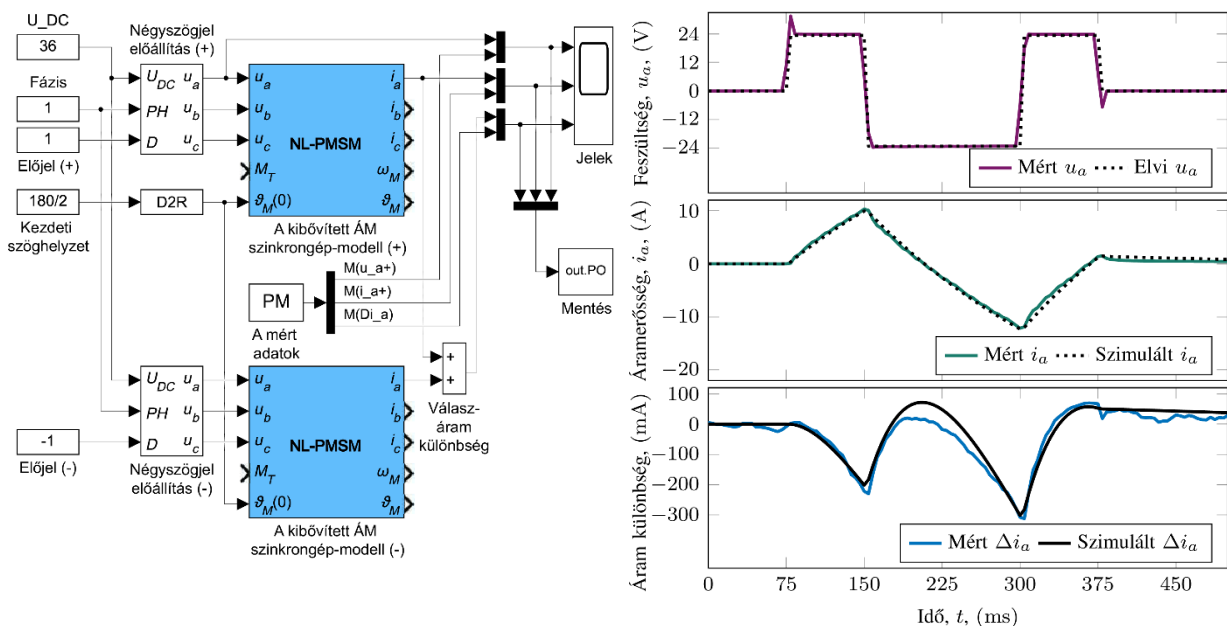 U_DC
36
Fázis
1
1
Előjel (+)
180/2
Kezdeti
szöghelyzet
D2R
-1
Előjel (-)
Négyszögjel
előállítás (+)
U_DC u_a
PH u_b
D u_c
u_a i_a
u_b i_b
NL-PMSM
u_c i_c
M_T ω_M
ϑ_M(0) ϑ_M
A kibővített ÁM
szinkrongép-modell (+)
M(u_a+)
M(i_a+)
M(Di_a)
PM
A mért
adatok
Jelek
out.PO
Mentés
+
+
Válasz-
áram
különbség
U_DC u_a
PH u_b
D u_c
Négyszögjel
előállítás (-)
u_a i_a
u_b i_b
NL-PMSM
u_c i_c
M_T ω_M
ϑ_M(0) ϑ_M
A kibővített ÁM
szinkrongép-modell (-)
Feszültség, u_a, (V)
24
12
0
−12
−24
Mért u_a Elvi u_a
Áramerősség, i_a, (A)
10
0
−10
−20
Mért i_a Szimulált i_a
Áram különbség, (mA)
100
0
−100
−200
−300
Mért Δi_a Szimulált Δi_a
0 75 150 225 300 375 450
Idő, t, (ms)